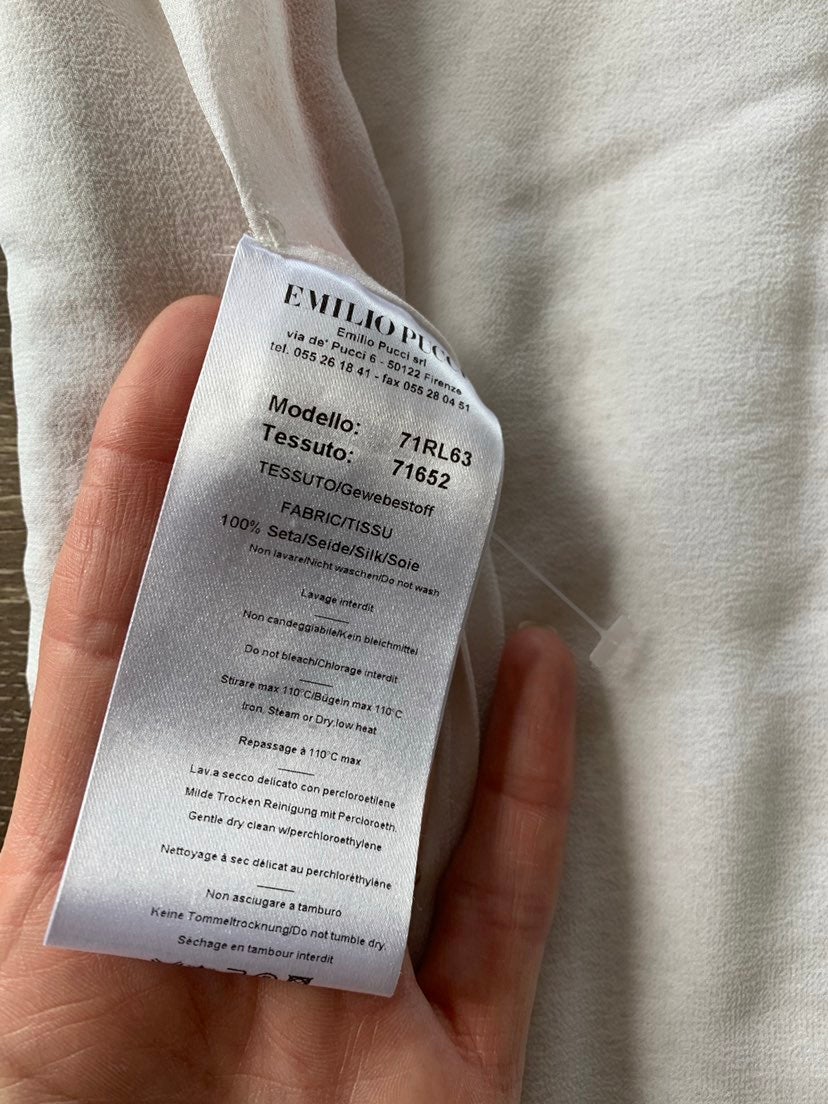 EMILIO PUCCI
Emilio Pucci srl
via de' Pucci 6 - 50122 Firenze
tel. 055 26 18 41 - fax 055 28 04 51
Modello: 71RL63
Tessuto: 71652
TESSUTO/Gewebestoff
FABRIC/TISSU
100% Seta/Seide/Silk/Soie
Non lavare/Nicht waschen/Do not wash
Lavage interdit
Non candeggiabile/Kein bleichmittel
Do not bleach/Chlorage interdit
Stirare max 110°C/Bügeln max 110°C
Iron. Steam or Dry.low heat
Repassage à 110°C max
Lav.a secco delicato con percloroetilene
Milde Trocken Reinigung mit Percloroeth.
Gentle dry clean w/perchloroethylene
Nettoyage à sec délicat au perchloréthylène
Non asciugare a tamburo
Keine Tommeltrocknung/Do not tumble dry.
Séchage en tambour interdit